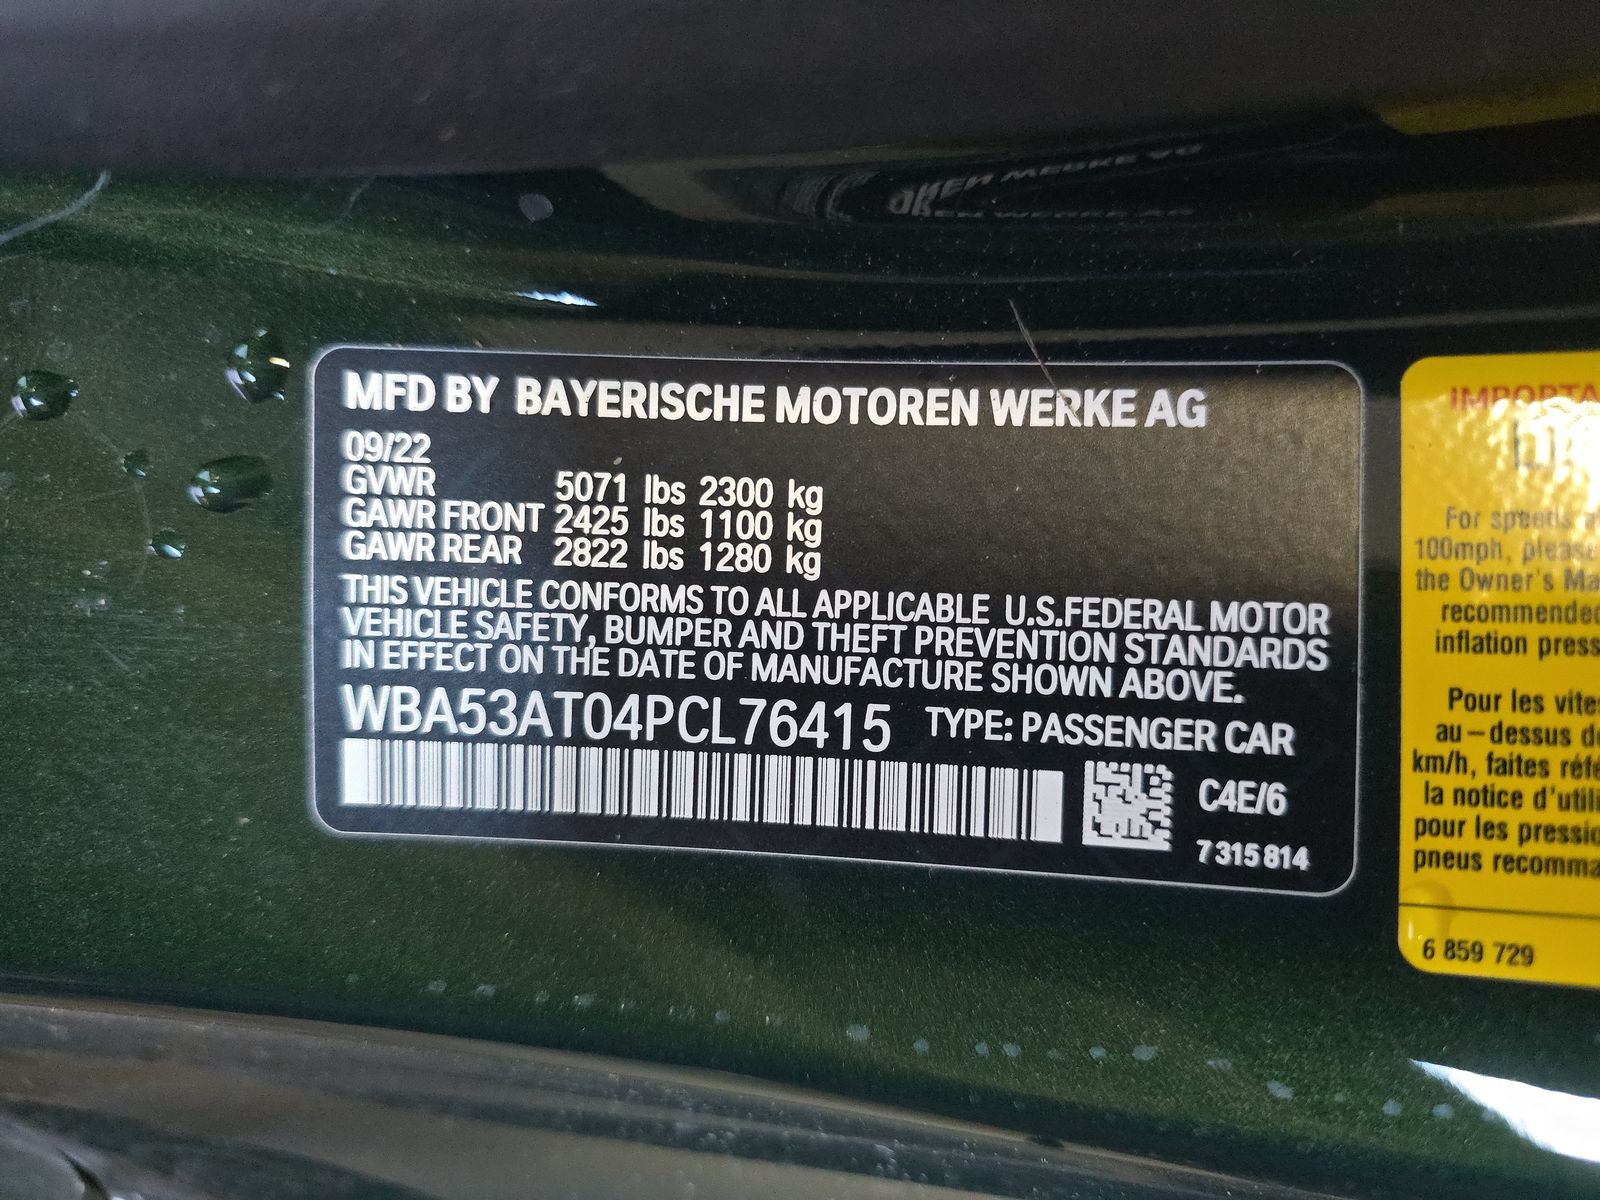 MFD BY BAYERISCHE MOTOREN WERKE AG
09/22
GVWR 5071 lbs 2300 kg
GAWR FRONT 2425 lbs 1100 kg
GAWR REAR 2822 lbs 1280 kg
THIS VEHICLE CONFORMS TO ALL APPLICABLE U.S.FEDERAL MOTOR
VEHICLE SAFETY, BUMPER AND THEFT PREVENTION STANDARDS
IN EFFECT ON THE DATE OF MANUFACTURE SHOWN ABOVE.
WBA53AT04PCL76415 TYPE: PASSENGER CAR
C4E/6
7 315 814
IMPORTA
For speeds
100mph, please
the Owner's Ma
recommended
inflation press
Pour les vite
au-dessus de
km/h, faites réfé
la notice d'utili
pour les pressio
pneus recomma
6 859 729